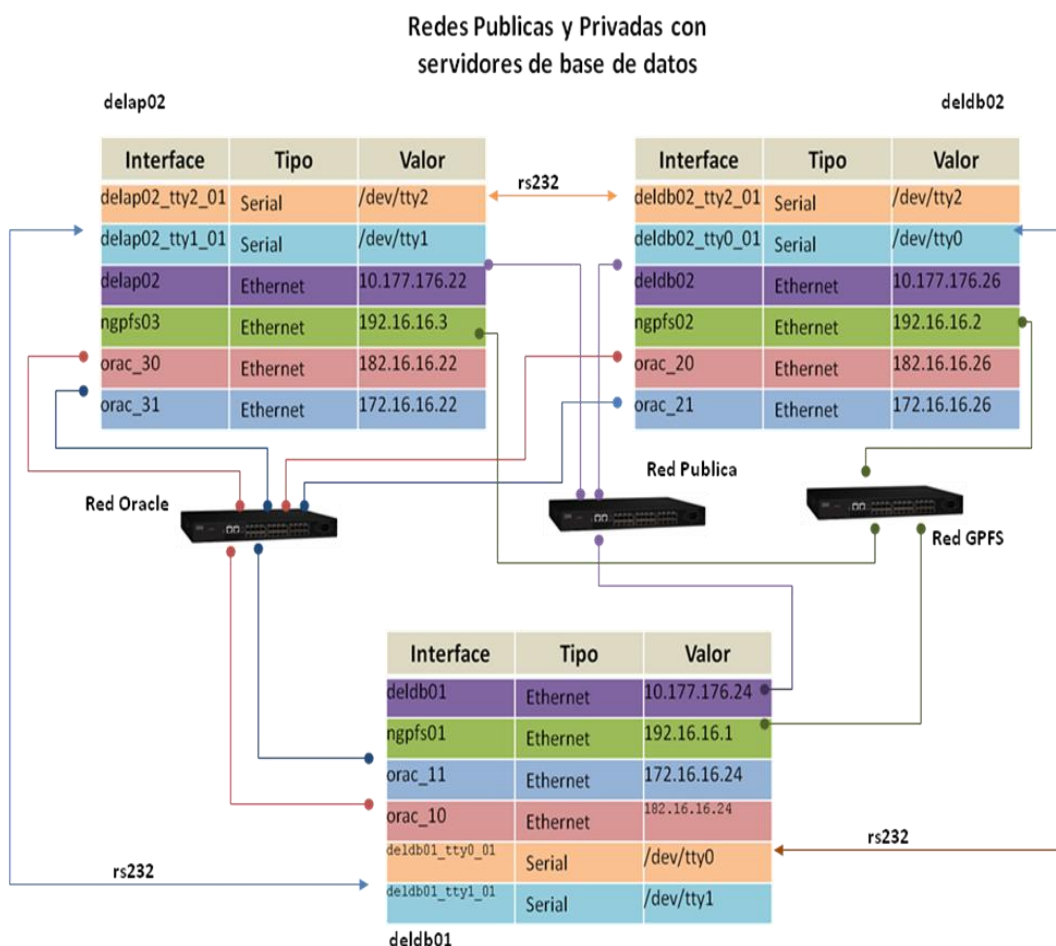 Redes Publicas y Privadas con
servidores de base de datos
delap02
Interface Tipo Valor
delap02_tty2_01 Serial /dev/tty2
delap02_tty1_01 Serial /dev/tty1
delap02 Ethernet 10.177.176.22
ngpfs03 Ethernet 192.16.16.3
orac_30 Ethernet 182.16.16.22
orac_31 Ethernet 172.16.16.22
rs232
deldb02
Interface Tipo Valor
deldb02_tty2_01 Serial /dev/tty2
deldb02_tty0_01 Serial /dev/tty0
deldb02 Ethernet 10.177.176.26
ngpfs02 Ethernet 192.16.16.2
orac_20 Ethernet 182.16.16.26
orac_21 Ethernet 172.16.16.26
Red Oracle
Red Publica
Red GPFS
Interface Tipo Valor
deldb01 Ethernet 10.177.176.24
ngpfs01 Ethernet 192.16.16.1
orac_11 Ethernet 172.16.16.24
orac_10 Ethernet 182.16.16.24
deldb01_tty0_01 Serial /dev/tty0
deldb01_tty1_01 Serial /dev/tty1
rs232
rs232
deldb01